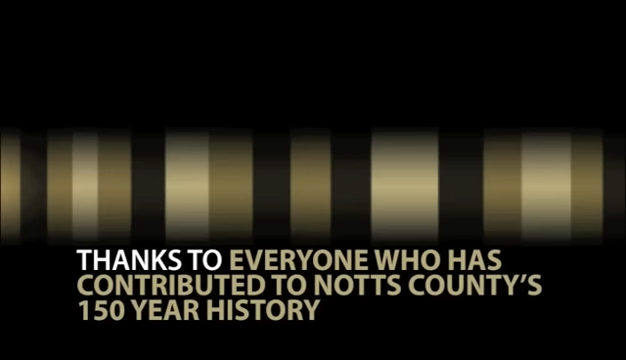 THANKS TO EVERYONE WHO HAS
CONTRIBUTED TO NOTTS COUNTY'S
150 YEAR HISTORY